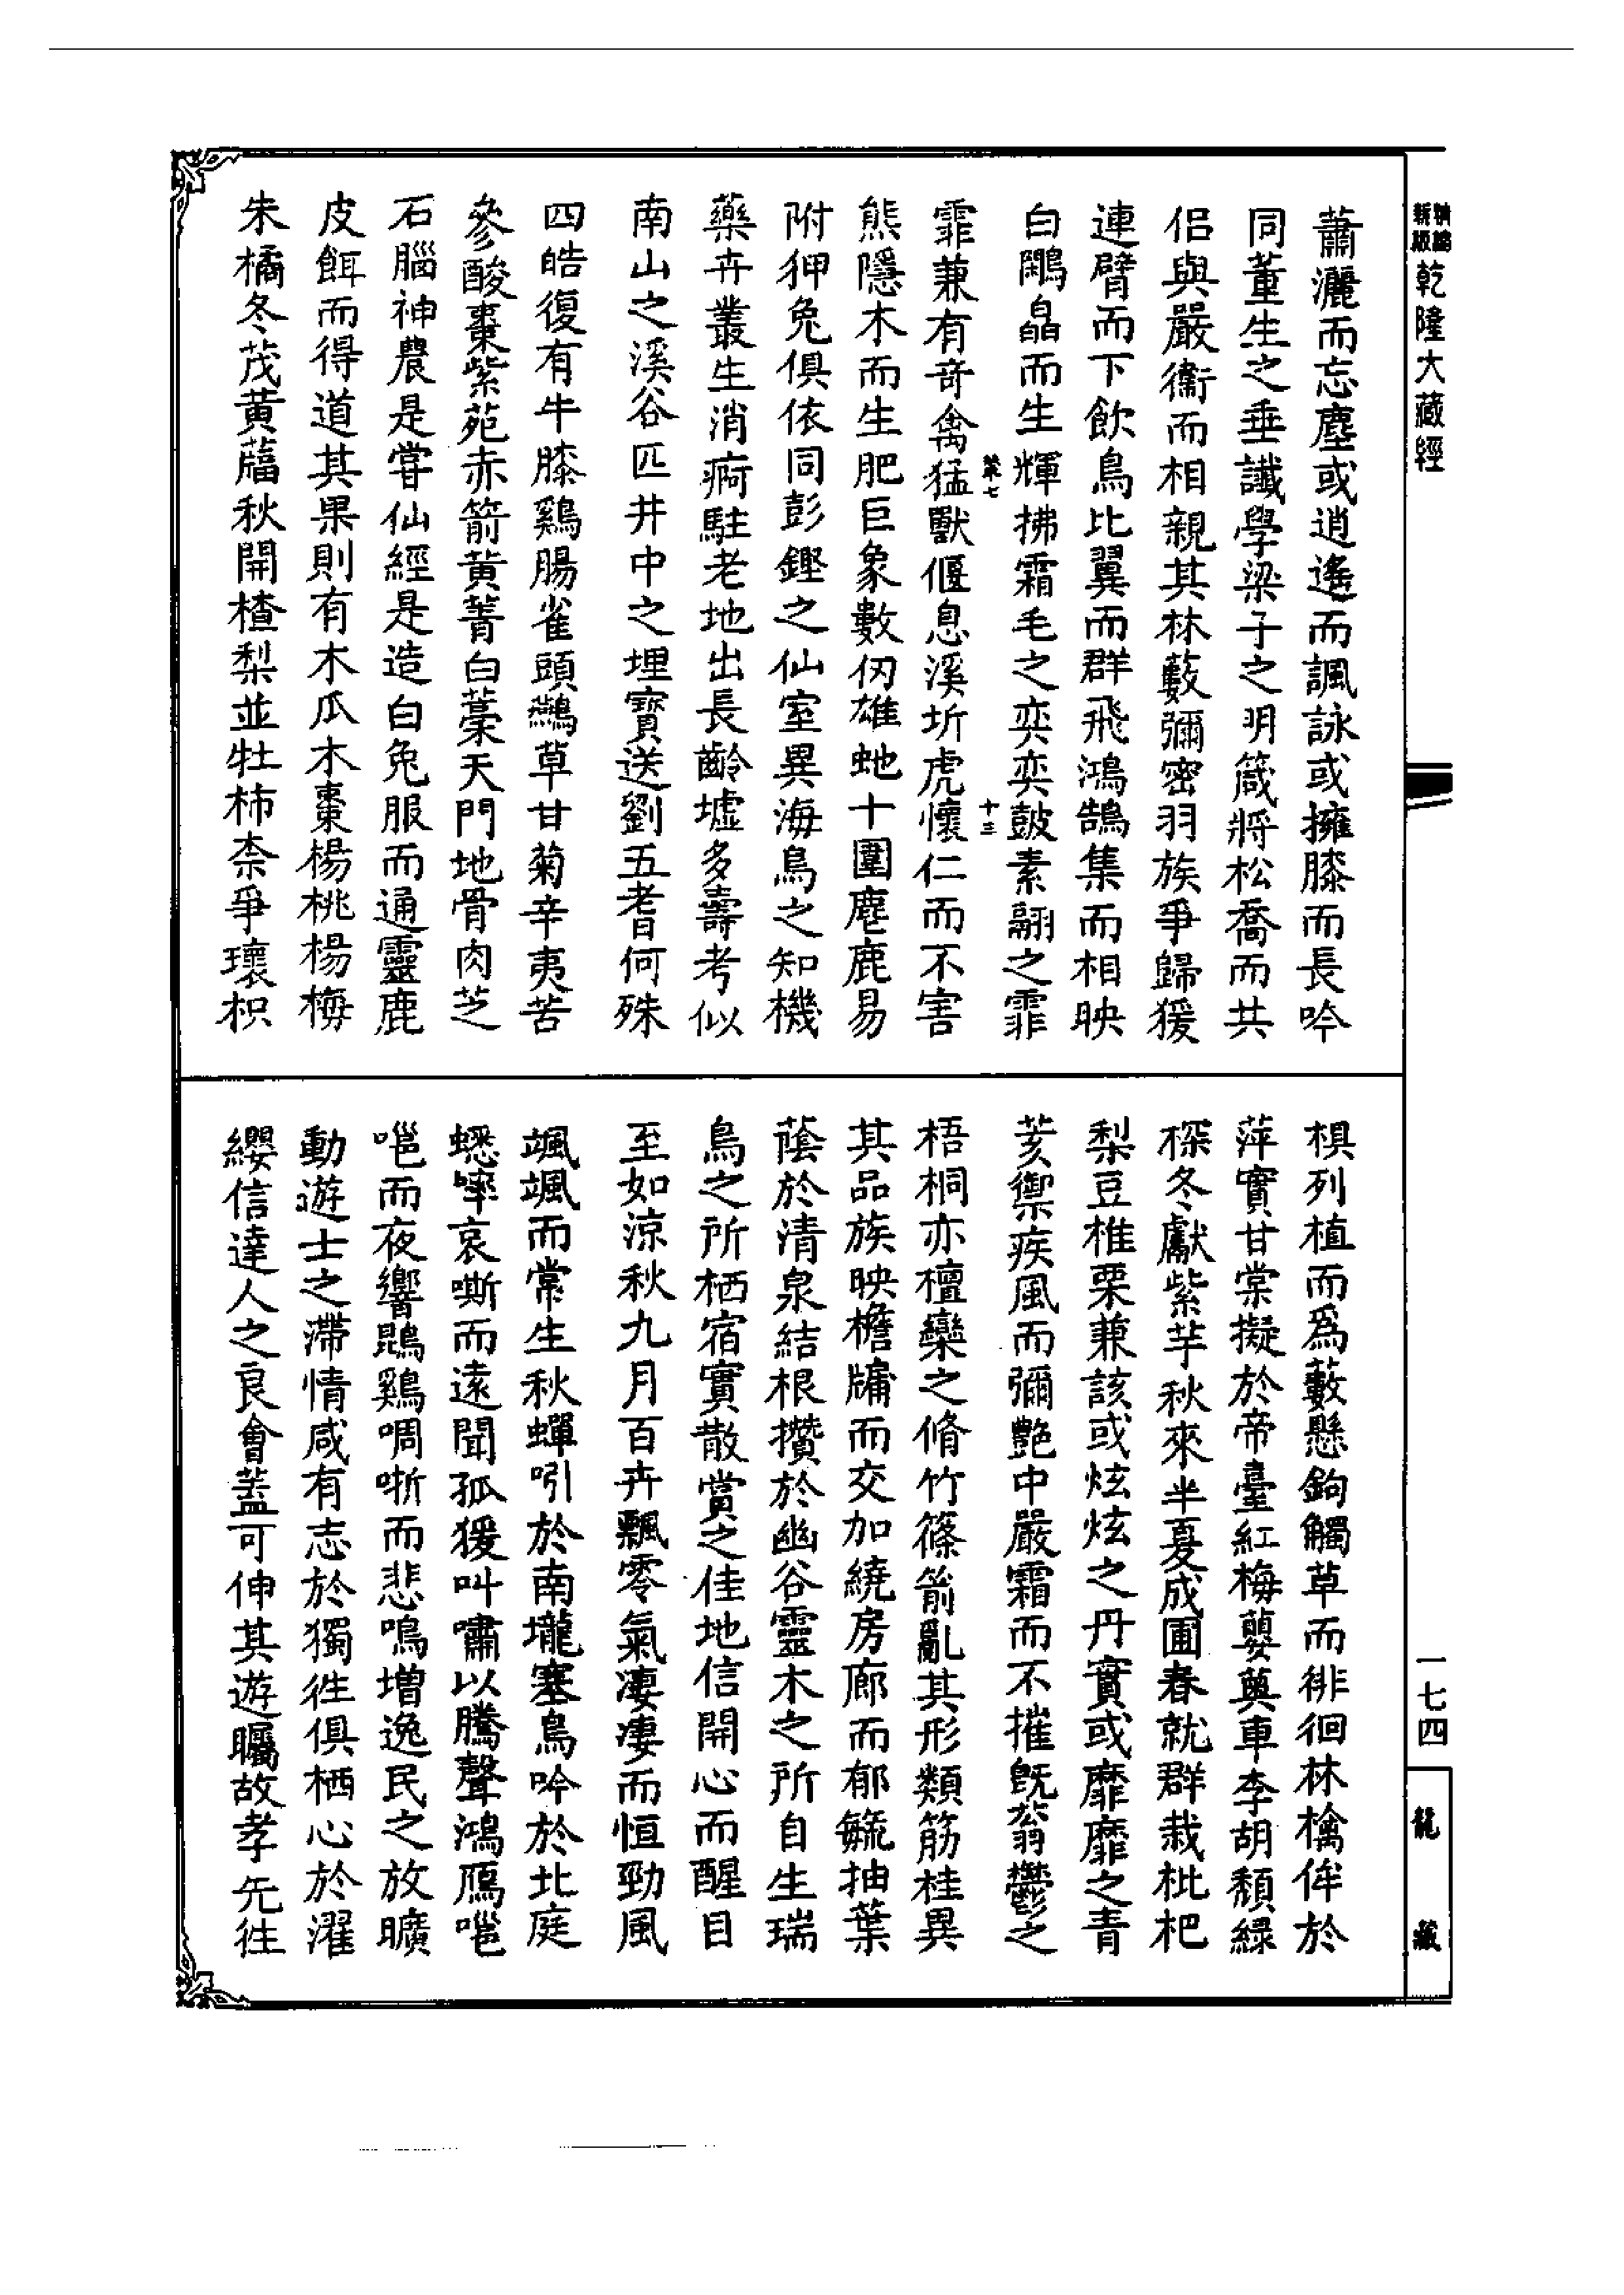 精編
新版
乾隆大藏經
蕭灑而忘塵或逍遙而諷詠或擁膝而長吟
同董生之垂讖學梁子之明箴將松喬而共
侶與嚴衞而相親其林藪彌密羽族爭歸猨
連臂而下飲鳥比翼而群飛鴻鵠集而相映
白鷳皛而生輝拂霜毛之奕奕鼓素翮之霏
霏兼有奇禽猛獸偃息溪圻虎懷仁而不害
熊隱木而生肥巨象數仞雄虵十圍麀鹿易
附狎兔俱依同彭鏗之仙室異海鳥之知機
藥卉叢生消痾駐老地出長齡墟多壽考似
南山之溪谷匹井中之埋寶送劉五耆何殊
四皓復有牛膝鷄腸雀頭鷰草甘菊辛夷苦
參酸棗紫菀赤箭黃菁白藁天門地骨肉芝
石腦神農是嘗仙經是造白兔服而通靈鹿
皮餌而得道其果則有木瓜木棗楊桃楊梅
朱橘冬茂黃𧃲秋開楂梨並牡柿柰爭瓌枳
椇列植而爲藪懸鉤觸草而徘徊林檎侔於
萍實甘棠擬於帝臺紅梅蘡薁車李胡頹緑
棎冬獻紫芋秋來半夏成圃春就群栽枇杷
梨豆椎栗兼該或炫炫之丹實或靡靡之青
荄禦疾風而彌艶中嚴霜而不摧旣蓊鬱之
梧桐亦檀欒之脩竹篠箭亂其形類筋桂異
其品族映檐牗而交加繞房廊而郁毓抽葉
蔭於清泉結根攢於幽谷靈木之所自生瑞
鳥之所栖宿實散賞之佳地信開心而醒目
至如涼秋九月百卉飄零氣淒淒而恒勁風
颯颯而常生秋蟬吲於南壠塞鳥吟於北庭
蟋蟀哀嘶而遠聞孤猨叫嘯以騰聲鴻鴈嗈
嗈而夜響鵾鷄啁哳而悲鳴增逸民之放曠
動遊士之滯情咸有志於獨徃俱栖心於濯
纓信達人之良會蓋可伸其遊矚故孝先徃
十三
一七四
龍
藏